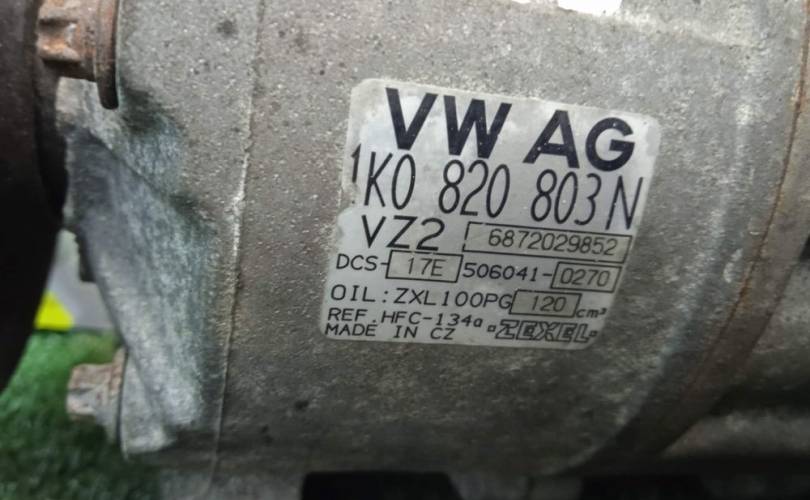 VW AG
1K0 820 803 N
VZ2 6872029852
DCS-17E 506041-0270
OIL:ZXL100PG 120 cm³
REF.HFC-134a ZEXEL
MADE IN CZ